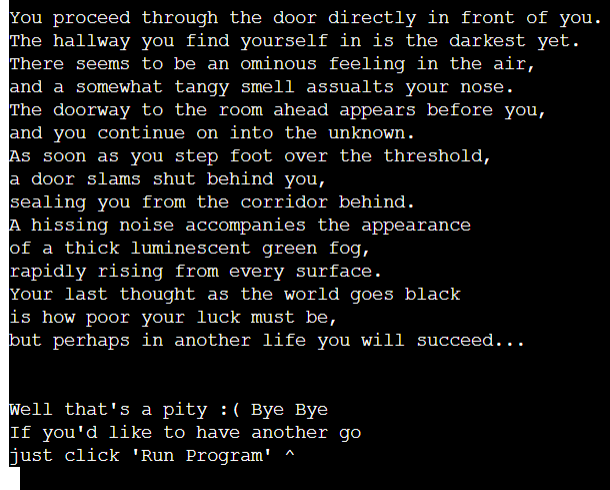 You proceed through the door directly in front of you.
The hallway you find yourself in is the darkest yet.
There seems to be an ominous feeling in the air,
and a somewhat tangy smell assualts your nose.
The doorway to the room ahead appears before you,
and you continue on into the unknown.
As soon as you step foot over the threshold,
a door slams shut behind you,
sealing you from the corridor behind.
A hissing noise accompanies the appearance
of a thick luminescent green fog,
rapidly rising from every surface.
Your last thought as the world goes black
is how poor your luck must be,
but perhaps in another life you will succeed...
Well that's a pity :( Bye Bye
If you'd like to have another go
just click 'Run Program' ^